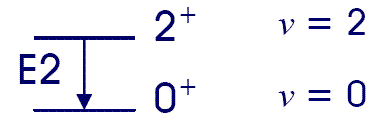 2⁺ ν = 2
E2
0⁺ ν = 0